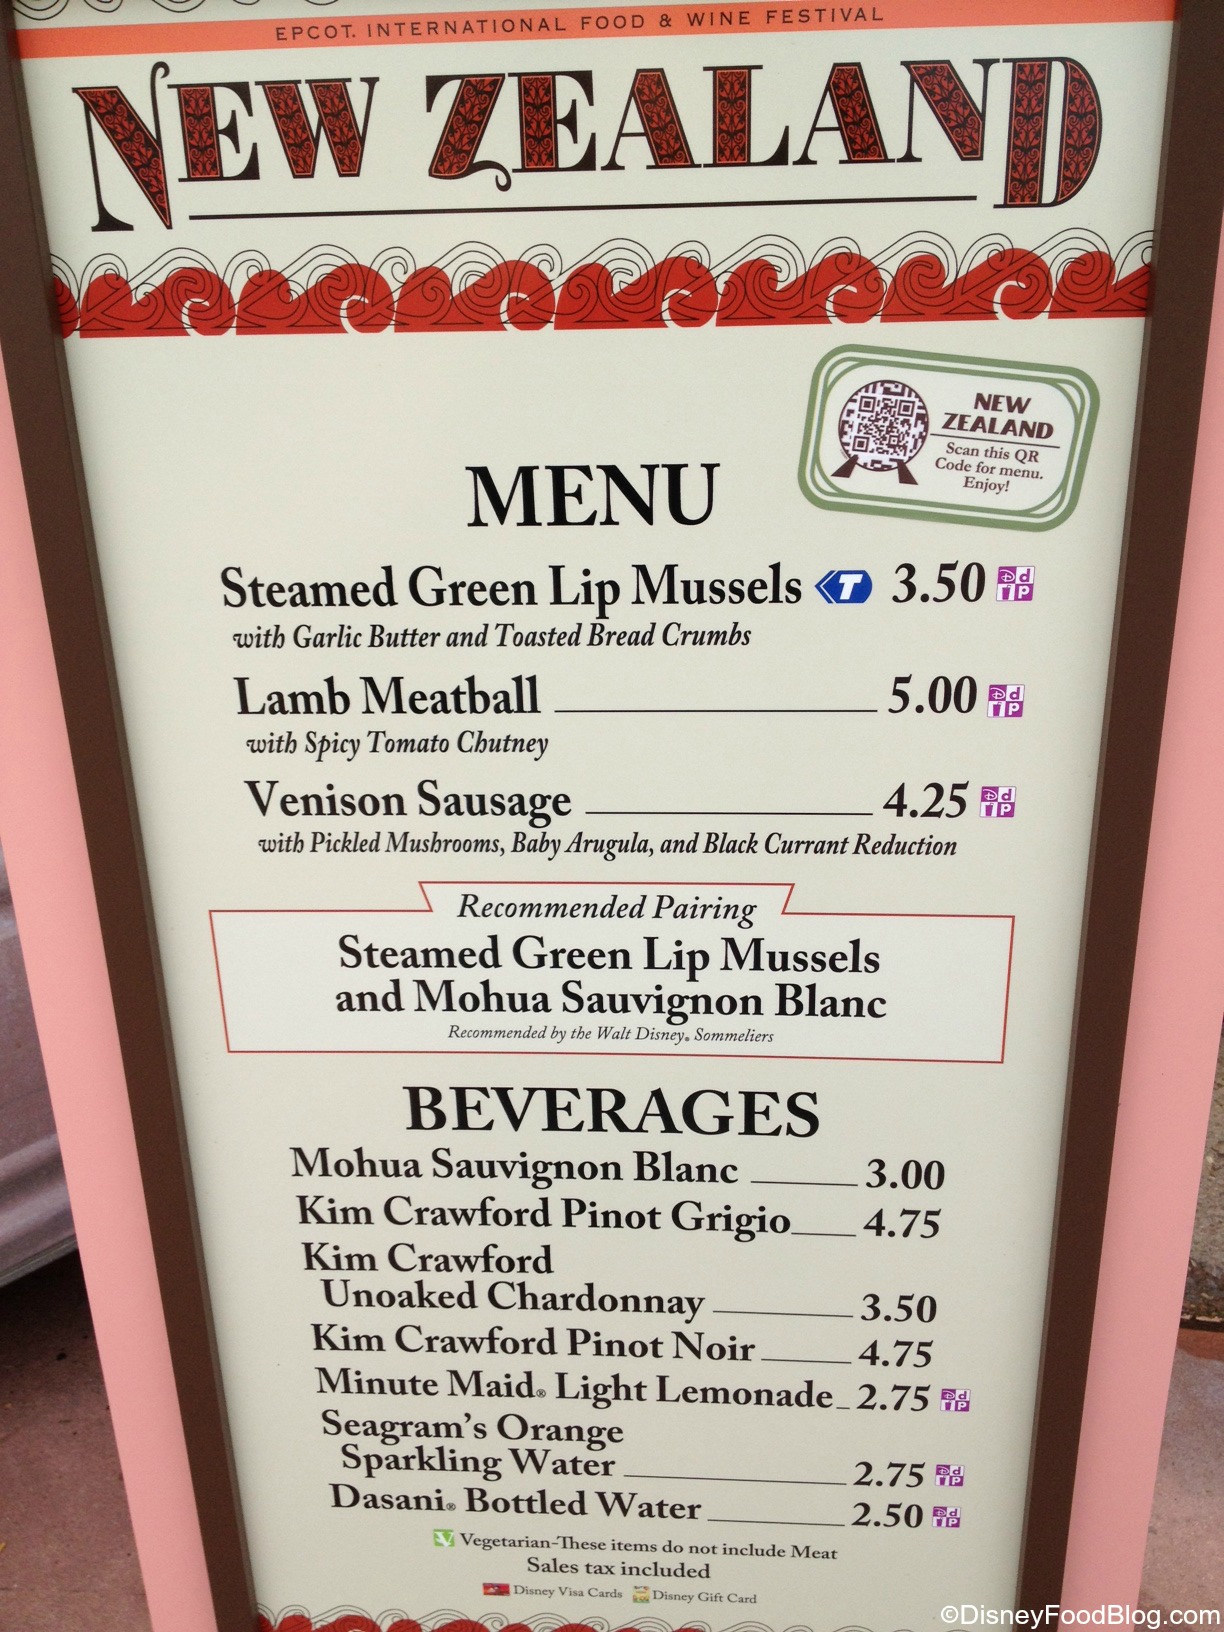 EPCOT. INTERNATIONAL FOOD & WINE FESTIVAL
NEW ZEALAND
NEW
ZEALAND
Scan this QR
Code for menu.
Enjoy!
MENU
Steamed Green Lip Mussels T 3.50
with Garlic Butter and Toasted Bread Crumbs
Lamb Meatball 5.00
with Spicy Tomato Chutney
Venison Sausage 4.25
with Pickled Mushrooms, Baby Arugula, and Black Currant Reduction
Recommended Pairing
Steamed Green Lip Mussels
and Mohua Sauvignon Blanc
Recommended by the Walt Disney® Sommeliers
BEVERAGES
Mohua Sauvignon Blanc 3.00
Kim Crawford Pinot Grigio 4.75
Kim Crawford
Unoaked Chardonnay 3.50
Kim Crawford Pinot Noir 4.75
Minute Maid® Light Lemonade 2.75
Seagram's Orange
Sparkling Water 2.75
Dasani® Bottled Water 2.50
V Vegetarian-These items do not include Meat
Sales tax included
Disney Visa Cards Disney Gift Card
©DisneyFoodBlog.com